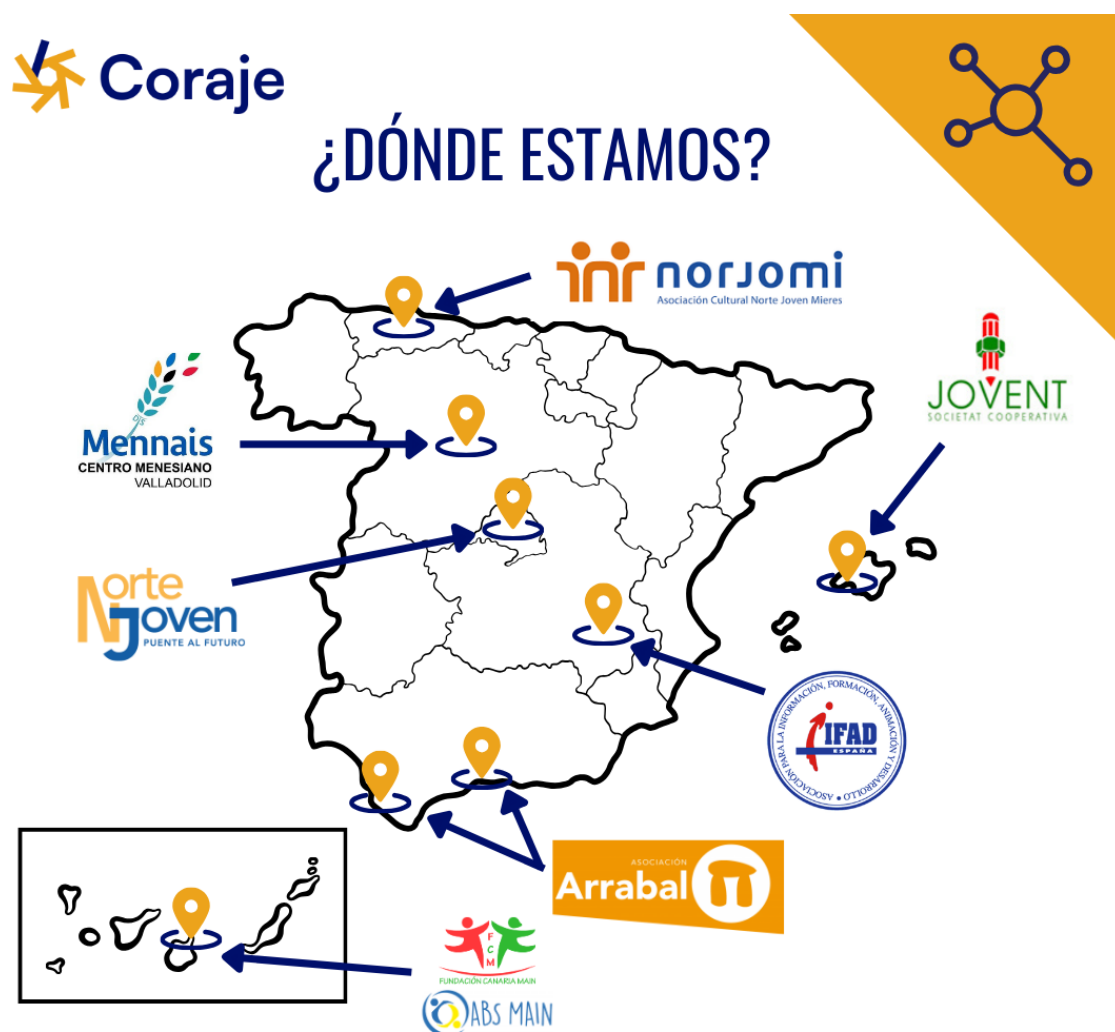 Coraje
¿DÓNDE ESTAMOS?
norjomi
Asociación Cultural Norte Joven Mieres
JOVENT
SOCIETAT COOPERATIVA
Mennais
CENTRO MENESIANO
VALLADOLID
Norte
Joven
PUENTE AL FUTURO
ASOCIACIÓN PARA LA INFORMACIÓN, FORMACIÓN, ANIMACIÓN Y DESARROLLO
IFAD
ESPAÑA
ASOCIACIÓN
Arrabal
F
C
M
FUNDACIÓN CANARIA MAIN
ABS MAIN